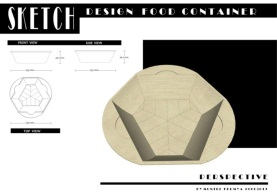 SKETCH
DESIGN FOOD CONTAINER
FRONT VIEW
SIDE VIEW
TOP VIEW
PERSPECTIVE